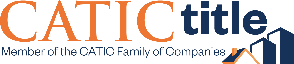 CATIC title
Member of the CATIC Family of Companies